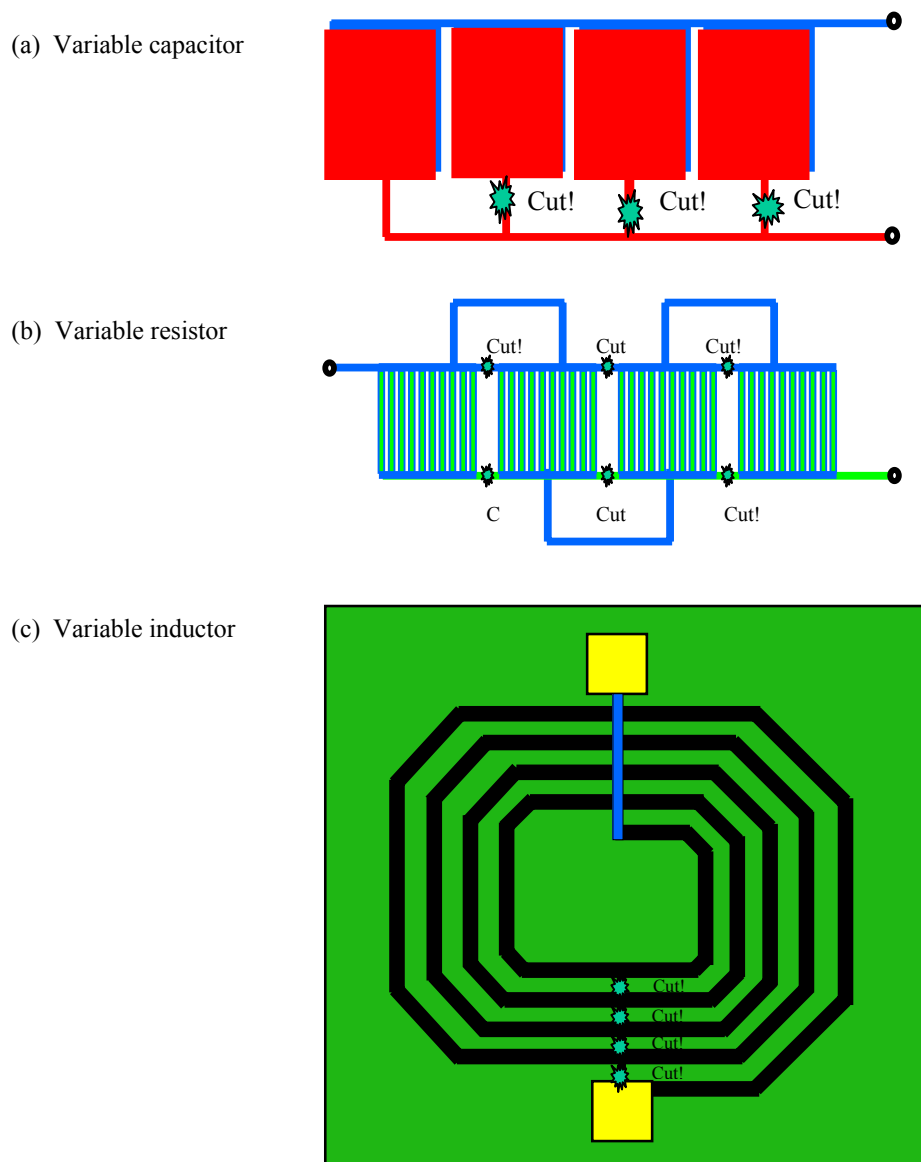 (a) Variable capacitor
Cut! Cut! Cut!
(b) Variable resistor
Cut! Cut Cut!
C Cut Cut!
(c) Variable inductor
Cut!
Cut!
Cut!
Cut!